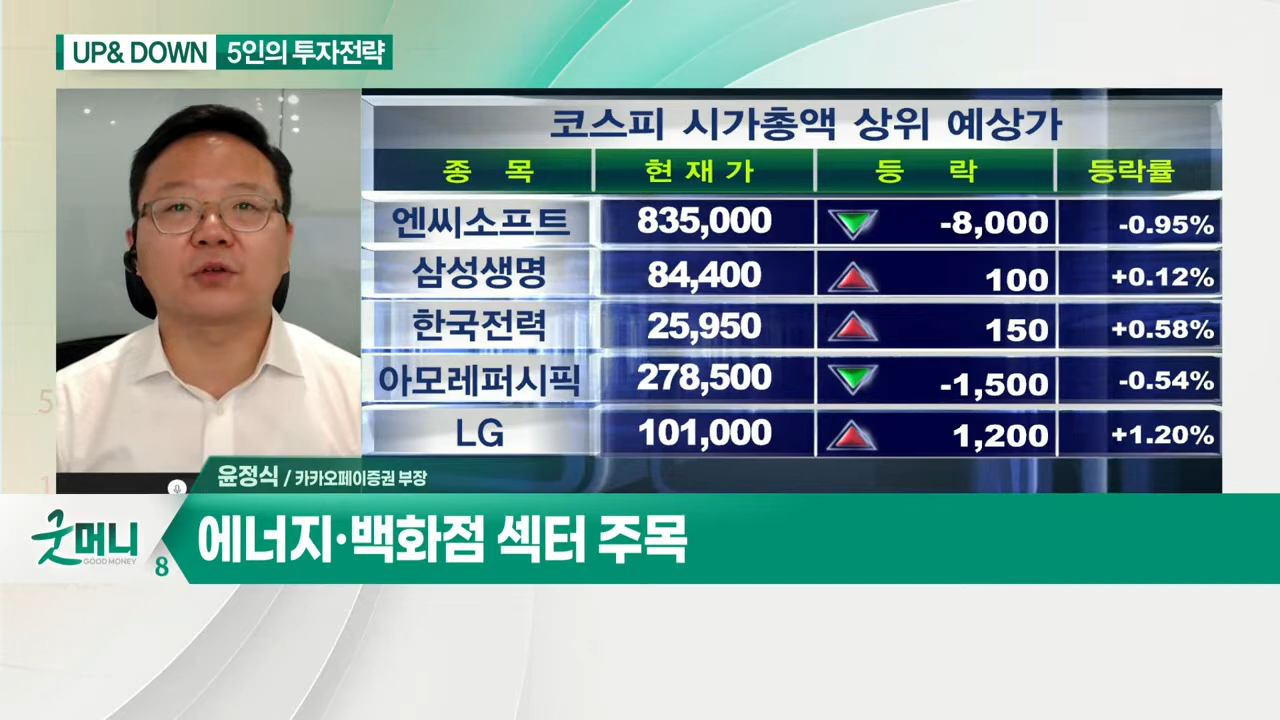 UP& DOWN 5인의 투자전략
코스피 시가총액 상위 예상가
종 목 현 재 가 등 락 등락률
엔씨소프트 835,000 -8,000 -0.95%
삼성생명 84,400 100 +0.12%
한국전력 25,950 150 +0.58%
아모레퍼시픽 278,500 -1,500 -0.54%
LG 101,000 1,200 +1.20%
5
1
윤정식 / 카카오페이증권 부장
굿머니
GOOD MONEY
8
에너지·백화점 섹터 주목